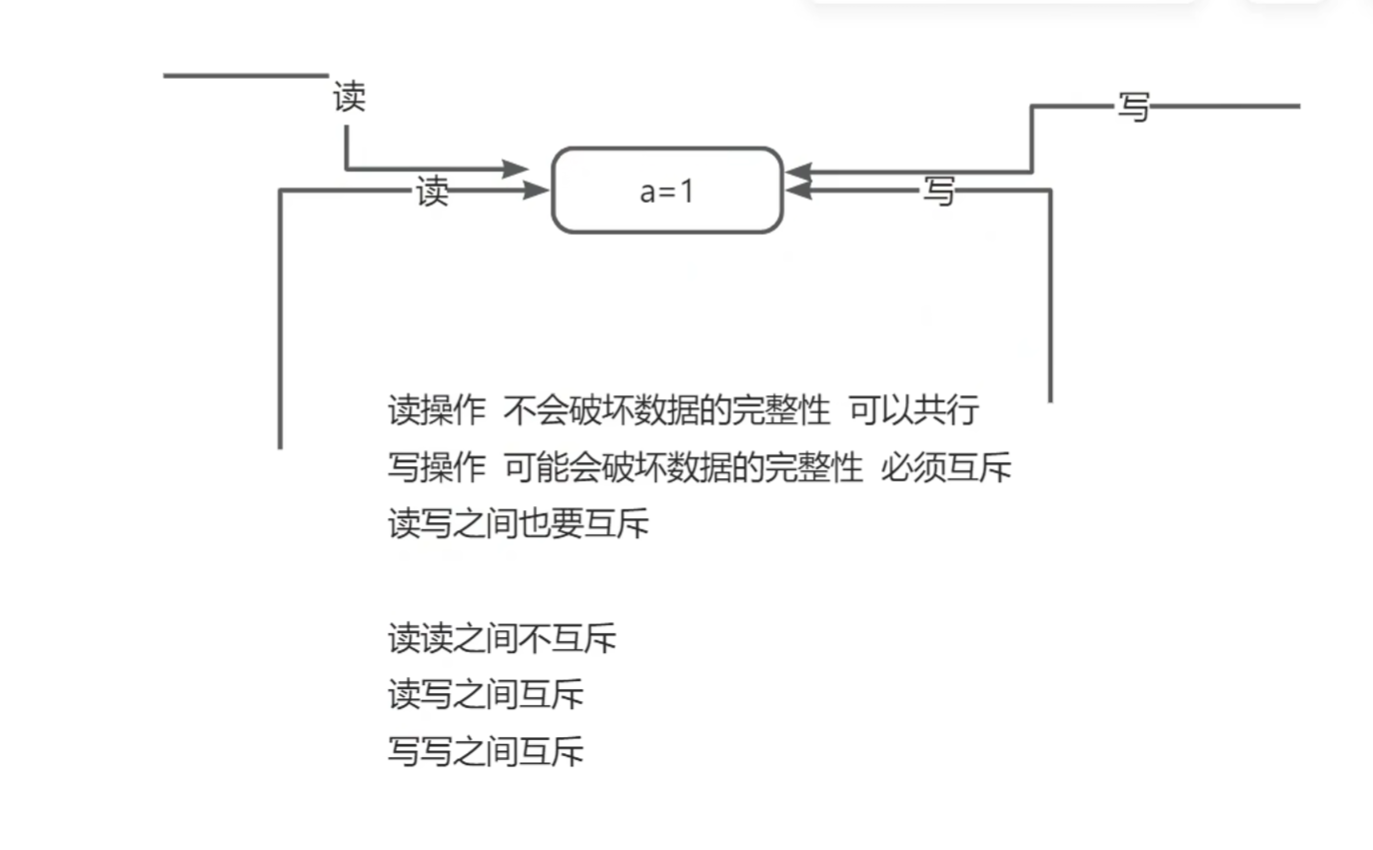 读
写
读
a=1
写
读操作 不会破坏数据的完整性 可以共行
写操作 可能会破坏数据的完整性 必须互斥
读写之间也要互斥
读读之间不互斥
读写之间互斥
写写之间互斥